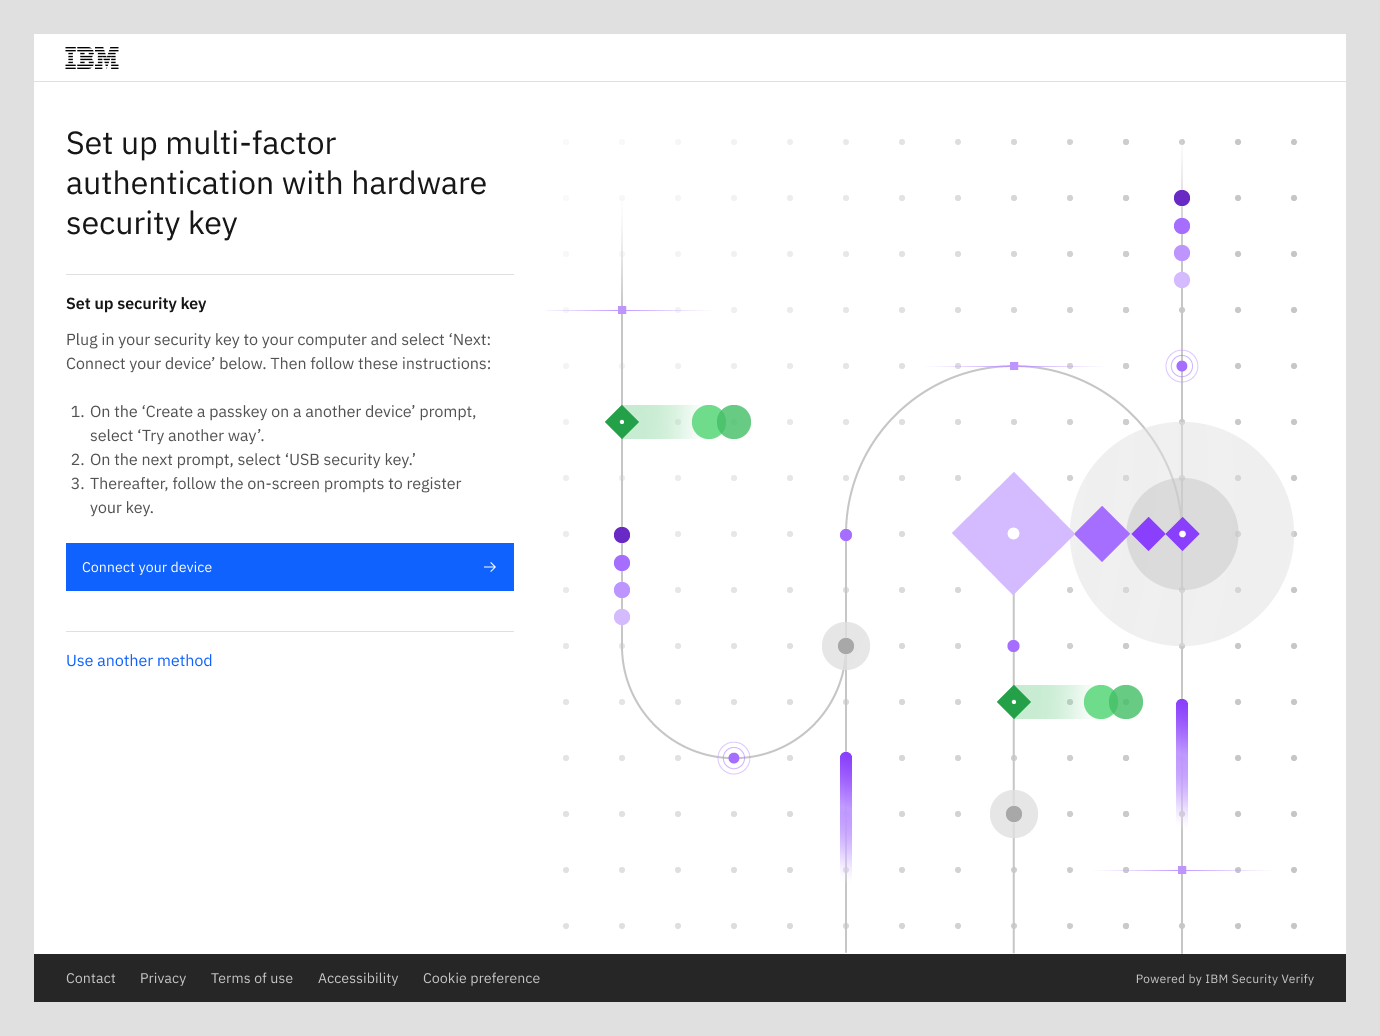 IBM
Set up multi-factor
authentication with hardware
security key
Set up security key
Plug in your security key to your computer and select ‘Next:
Connect your device’ below. Then follow these instructions:
1. On the ‘Create a passkey on a another device’ prompt,
select ‘Try another way’.
2. On the next prompt, select ‘USB security key.’
3. Thereafter, follow the on-screen prompts to register
your key.
Connect your device
Use another method
Contact Privacy Terms of use Accessibility Cookie preference Powered by IBM Security Verify